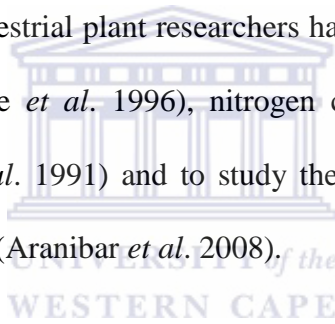 estrial plant researchers ha
e et al. 1996), nitrogen c
al. 1991) and to study the
(Aranibar et al. 2008).
UNIVERSITY of the
WESTERN CAPE